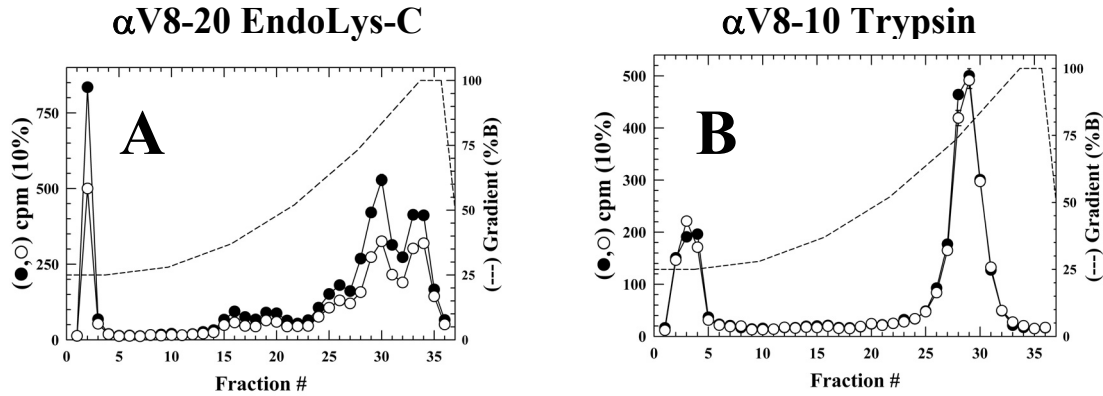 αV8-20 EndoLys-C
αV8-10 Trypsin
A
B
(●,○) cpm (10%)
750
500
250
0
0 5 10 15 20 25 30 35
Fraction #
100
75
50
25
0
(---) Gradient (%B)
(●,○) cpm (10%)
500
400
300
200
100
0
0 5 10 15 20 25 30 35
Fraction #
100
75
50
25
0
(---) Gradient (%B)